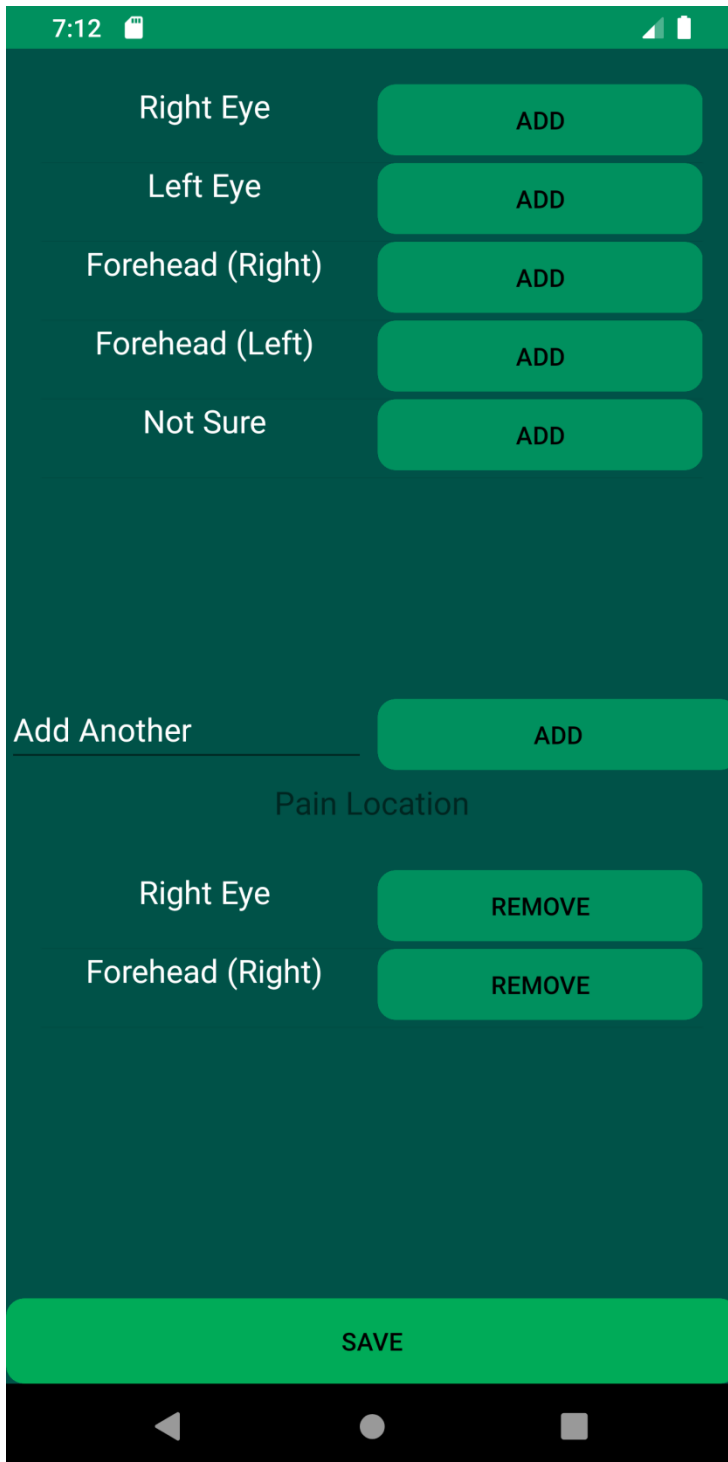 7:12
Right Eye ADD
Left Eye ADD
Forehead (Right) ADD
Forehead (Left) ADD
Not Sure ADD
Add Another ADD
Pain Location
Right Eye REMOVE
Forehead (Right) REMOVE
SAVE